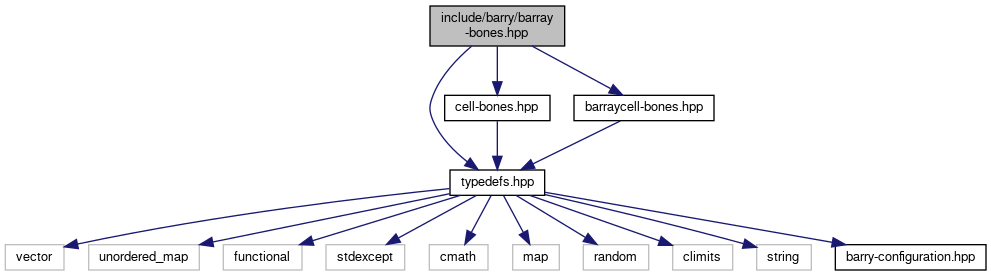 include/barry/barray
-bones.hpp
cell-bones.hpp
barraycell-bones.hpp
typedefs.hpp
vector
unordered_map
functional
stdexcept
cmath
map
random
climits
string
barry-configuration.hpp